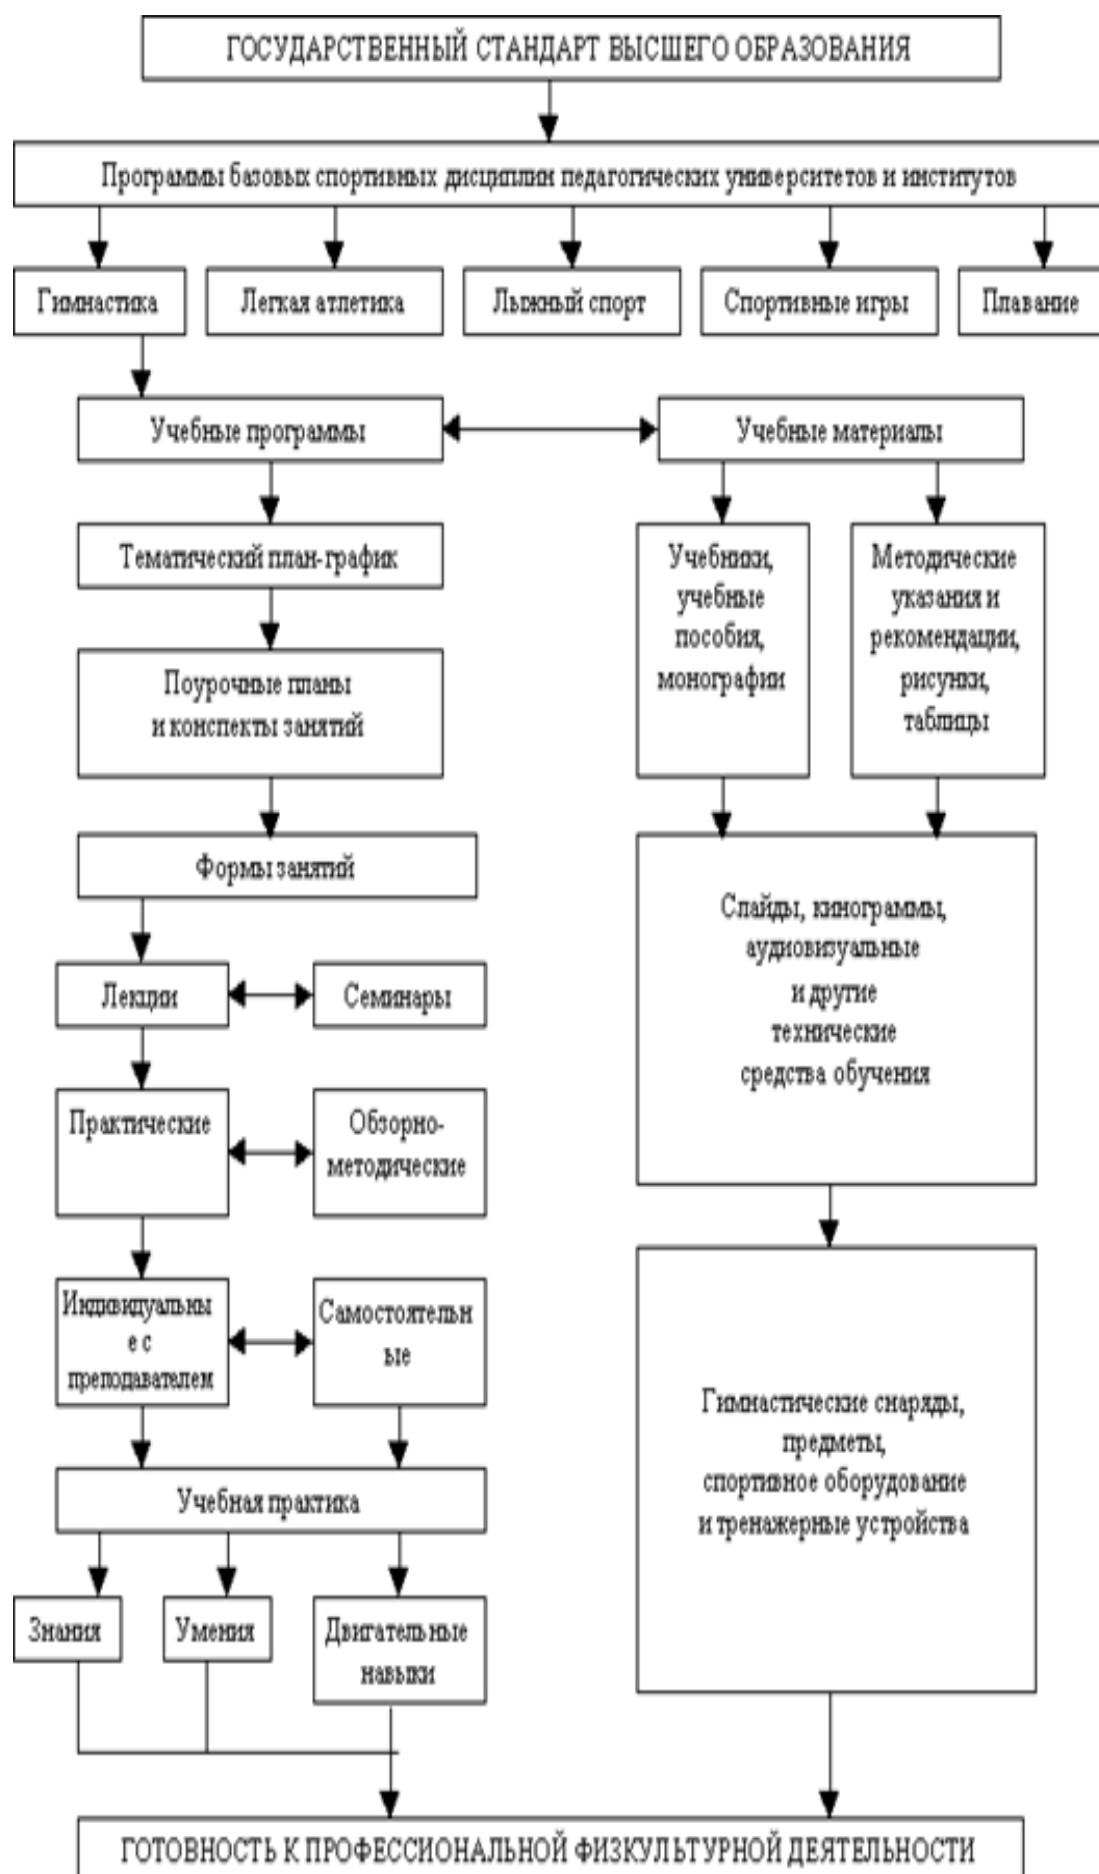 ГОСУДАРСТВЕННЫЙ СТАНДАРТ ВЫСШЕГО ОБРАЗОВАНИЯ
Программы базовых спортивных дисциплин педагогических университетов и институтов
Гимнастика
Легкая атлетика
Лыжный спорт
Спортивные игры
Плавание
Учебные программы
Учебные материалы
Тематический план-график
Учебники,
учебные
пособия,
монографии
Методические
указания и
рекомендации,
рисунки,
таблицы
Поурочные планы
и конспекты занятий
Формы занятий
Слайды, кинограммы,
аудиовизуальные
и другие
технические
средства обучения
Лекции
Семинары
Практические
Обзорно-
методические
Индивидуальны
е с
преподавателем
Самостоятельн
ые
Гимнастические снаряды,
предметы,
спортивное оборудование
и тренажерные устройства
Учебная практика
Знания
Умения
Двигательные
навыки
ГОТОВНОСТЬ К ПРОФЕССИОНАЛЬНОЙ ФИЗКУЛЬТУРНОЙ ДЕЯТЕЛЬНОСТИ